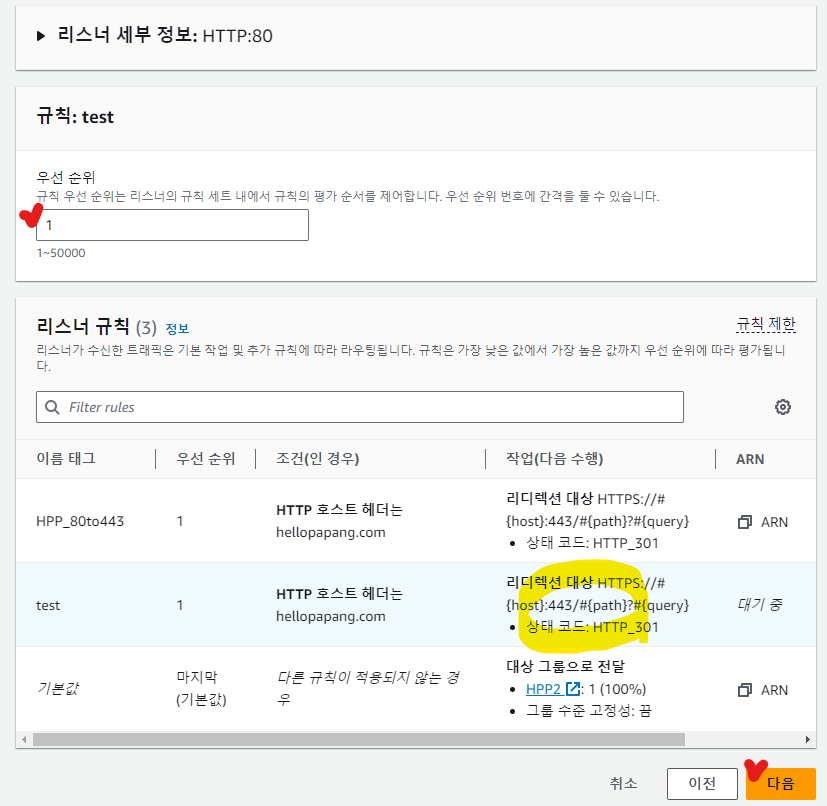 ▶ 리스너 세부 정보: HTTP:80
규칙: test
우선 순위
규칙 우선 순위는 리스너의 규칙 세트 내에서 규칙의 평가 순서를 제어합니다. 우선 순위 번호에 간격을 둘 수 있습니다.
1
1~50000
리스너 규칙 (3) 정보
규칙 제한
리스너가 수신한 트래픽은 기본 작업 및 추가 규칙에 따라 라우팅됩니다. 규칙은 가장 낮은 값에서 가장 높은 값까지 우선 순위에 따라 평가됩니
다.
Filter rules
이름 태그 우선 순위 조건(인 경우) 작업(다음 수행) ARN
HPP_80to443
1
HTTP 호스트 헤더는
hellopapang.com
리디렉션 대상 HTTPS://#
{host}:443/#{path}?#{query}
• 상태 코드: HTTP_301
ARN
test
1
HTTP 호스트 헤더는
hellopapang.com
리디렉션 대상 HTTPS://#
{host}:443/#{path}?#{query}
• 상태 코드: HTTP_301
대기 중
기본값
마지막
(기본값)
다른 규칙이 적용되지 않는 경
우
대상 그룹으로 전달
• HPP2: 1 (100%)
• 그룹 수준 고정성: 끔
ARN
취소 이전 다음